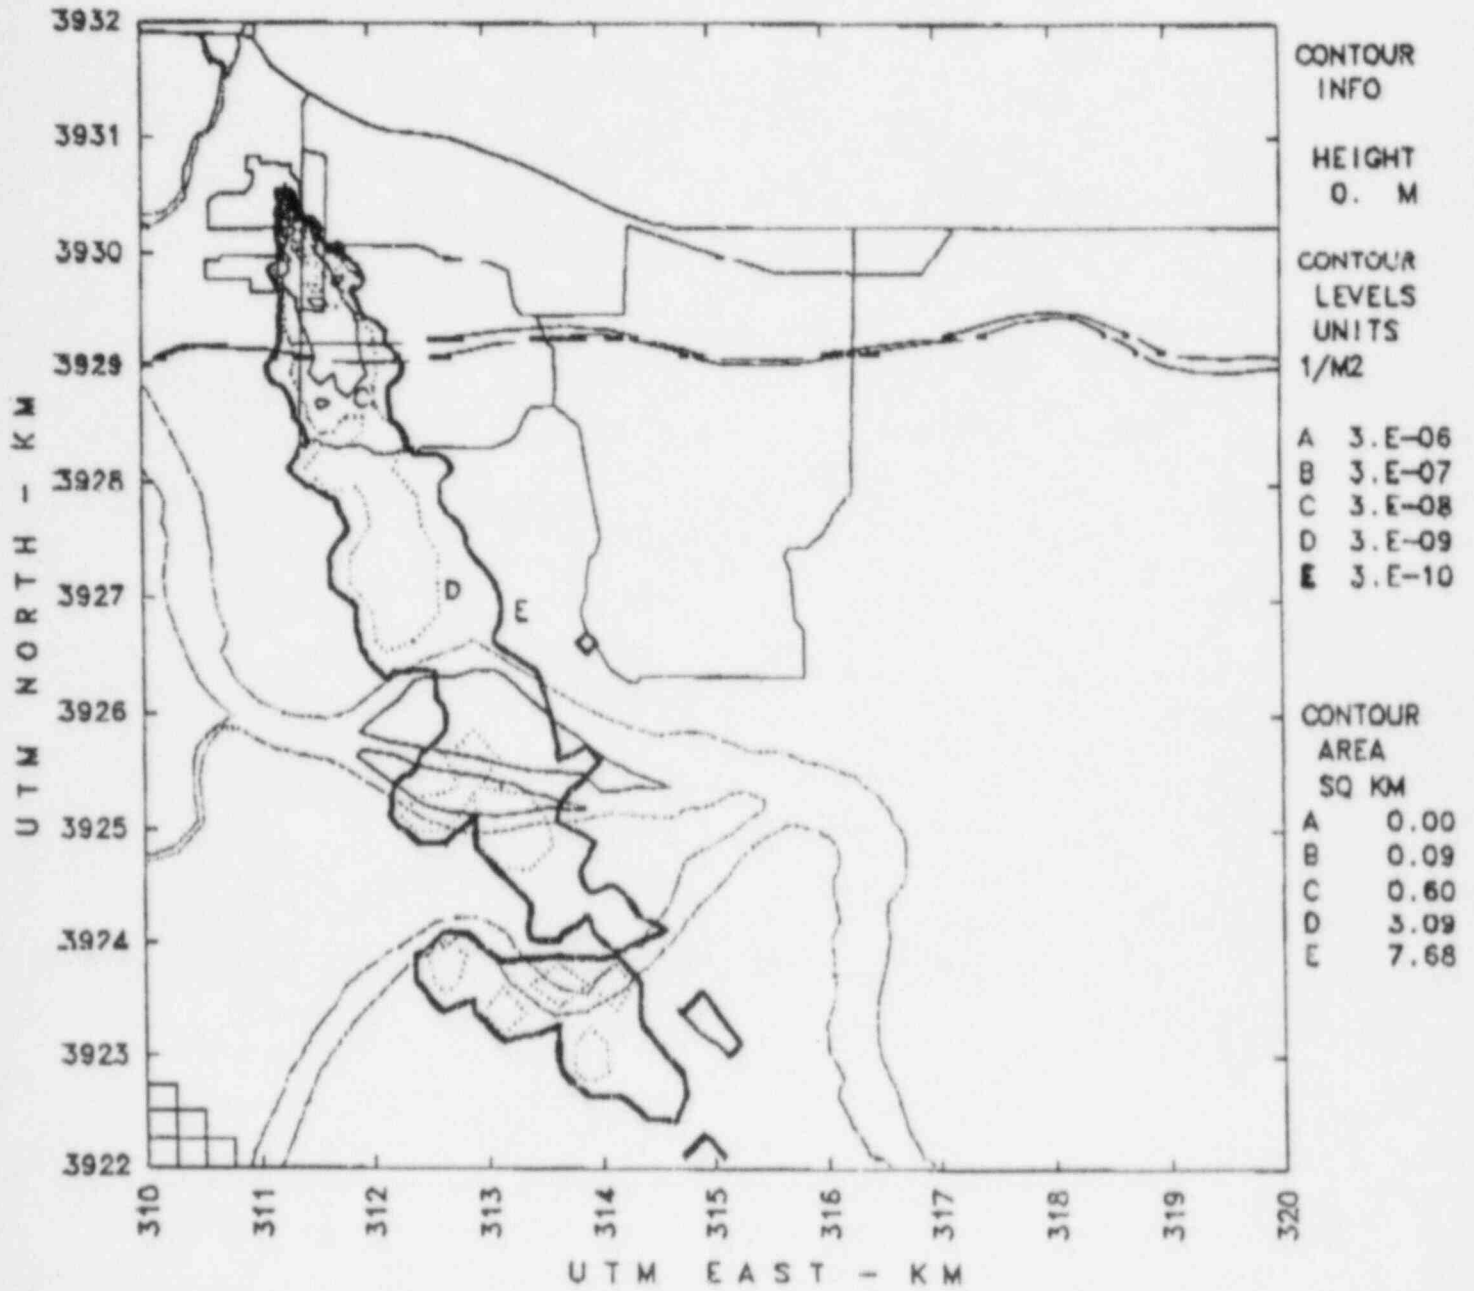 3932
3931
3930
3929
3928
3927
3926
3925
3924
3923
3922
UTM NORTH - KM
310
311
312
313
314
315
316
317
318
319
320
UTM EAST - KM
D
E
CONTOUR
INFO
HEIGHT
0. M
CONTOUR
LEVELS
UNITS
1/M2
A 3.E-06
B 3.E-07
C 3.E-08
D 3.E-09
E 3.E-10
CONTOUR
AREA
SQ KM
A 0.00
B 0.09
C 0.60
D 3.09
E 7.68